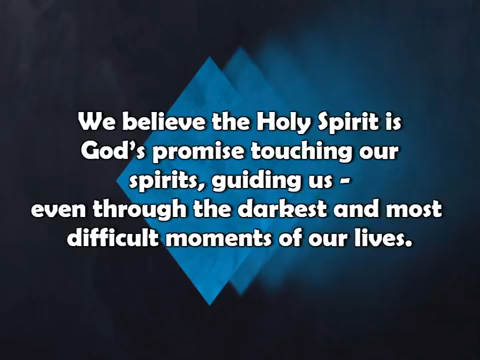 We believe the Holy Spirit is
God’s promise touching our
spirits, guiding us -
even through the darkest and most
difficult moments of our lives.